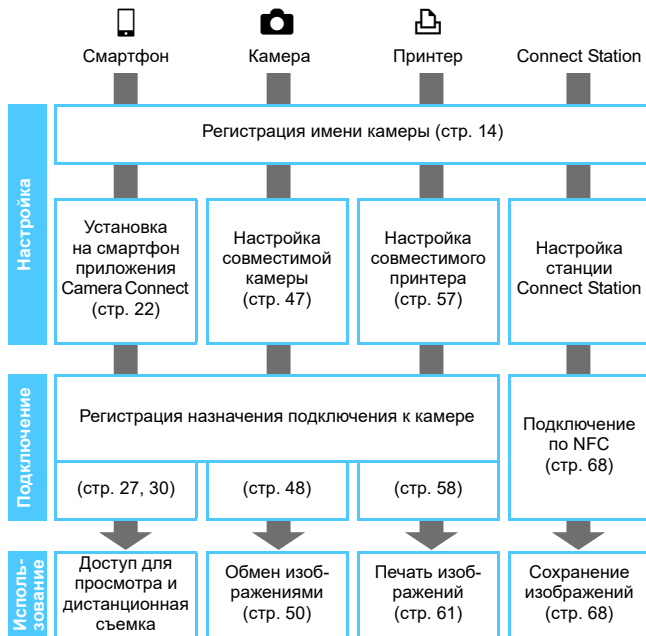 Смартфон
Камера
Принтер
Connect Station
Настройка
Регистрация имени камеры (стр. 14)
Установка
на смартфон
приложения
Camera Connect
(стр. 22)
Настройка
совместимой
камеры
(стр. 47)
Настройка
совместимого
принтера
(стр. 57)
Настройка
станции
Connect Station
Подключение
Регистрация назначения подключения к камере
(стр. 27, 30)
(стр. 48)
(стр. 58)
Подключение
по NFC
(стр. 68)
Исполь-
зование
Доступ для
просмотра и
дистанционная
съемка
Обмен изоб-
ражениями
(стр. 50)
Печать изоб-
ражений
(стр. 61)
Сохранение
изображений
(стр. 68)